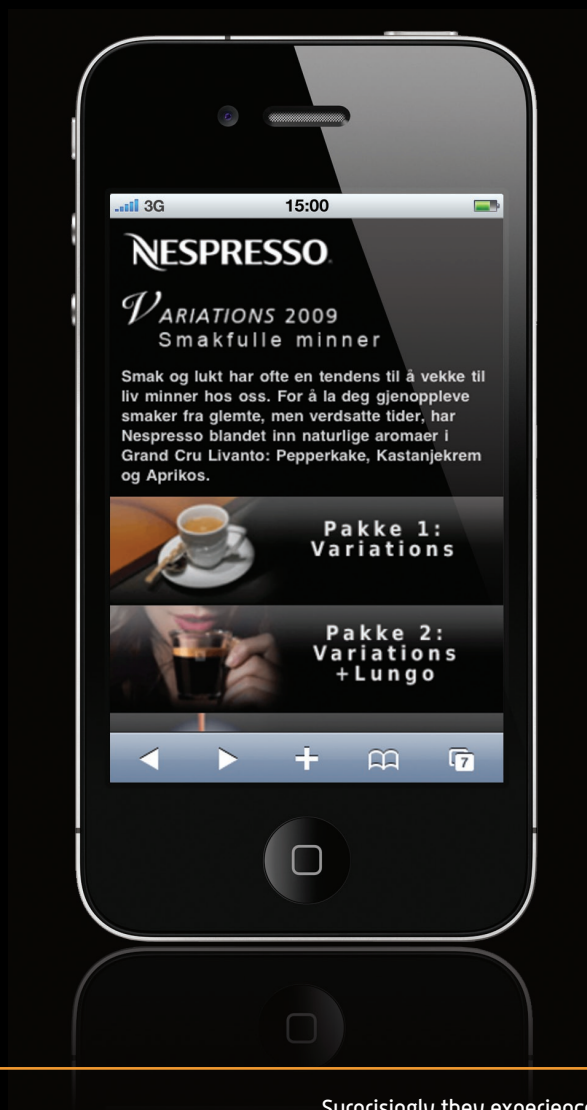 3G 15:00
NESPRESSO
VARIATIONS 2009
Smakfulle minner
Smak og lukt har ofte en tendens til å vekke til
liv minner hos oss. For å la deg gjenoppleve
smaker fra glemte, men verdsatte tider, har
Nespresso blandet inn naturlige aromaer i
Grand Cru Livanto: Pepperkake, Kastanjekrem
og Aprikos.
Pakke 1:
Variations
Pakke 2:
Variations
+Lungo
7
Surprisingly they